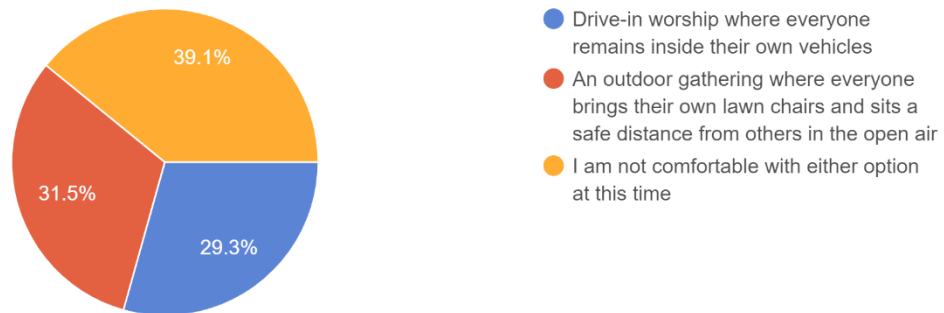 39.1%
31.5%
29.3%
Drive-in worship where everyone
remains inside their own vehicles
An outdoor gathering where everyone
brings their own lawn chairs and sits a
safe distance from others in the open air
I am not comfortable with either option
at this time